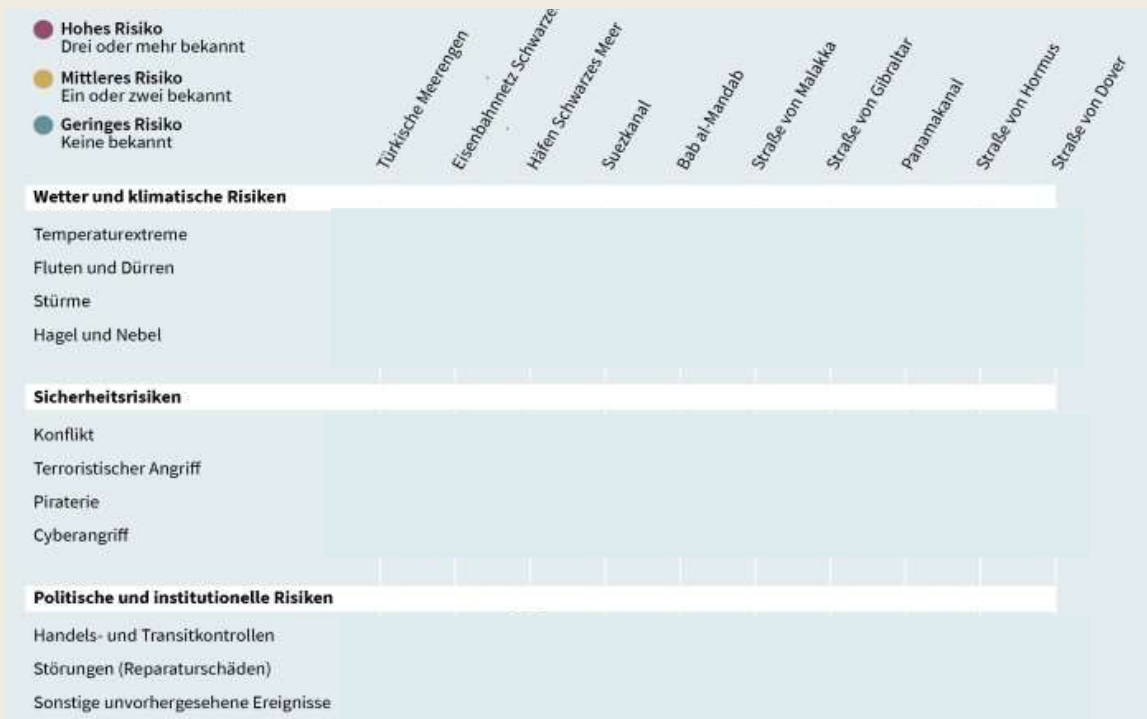 Hohes Risiko
Drei oder mehr bekannt
Mittleres Risiko
Ein oder zwei bekannt
Geringes Risiko
Keine bekannt
Türkische Meerengen
Eisenbahnnetz
Häfen Schwarzes Meer
Suezkanal
Bab al-Mandab
Straße von Malakka
Straße von Gibraltar
Panamakanal
Straße von Hormus
Straße von Dover
Wetter und klimatische Risiken
Temperaturextreme
Fluten und Dürren
Stürme
Hagel und Nebel
Sicherheitsrisiken
Konflikt
Terroristischer Angriff
Piraterie
Cyberangriff
Politische und institutionelle Risiken
Handels- und Transitkontrollen
Störungen (Reparaturschäden)
Sonstige unvorhergesehene Ereignisse